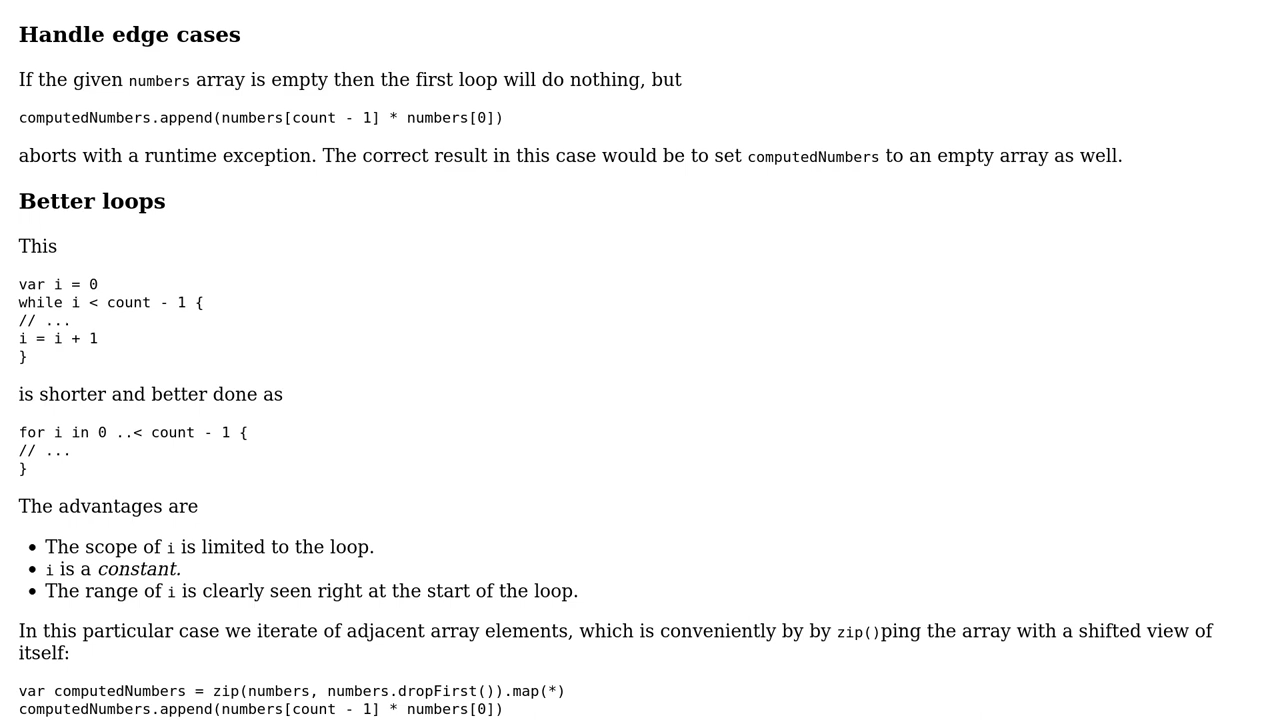 Handle edge cases
If the given numbers array is empty then the first loop will do nothing, but
computedNumbers.append(numbers[count - 1] * numbers[0])
aborts with a runtime exception. The correct result in this case would be to set computedNumbers to an empty array as well.
Better loops
This
var i = 0
while i < count - 1 {
// ...
i = i + 1
}
is shorter and better done as
for i in 0 ..< count - 1 {
// ...
}
The advantages are
• The scope of i is limited to the loop.
• i is a constant.
• The range of i is clearly seen right at the start of the loop.
In this particular case we iterate of adjacent array elements, which is conveniently by by zip()ping the array with a shifted view of
itself:
var computedNumbers = zip(numbers, numbers.dropFirst()).map(*)
computedNumbers.append(numbers[count - 1] * numbers[0])